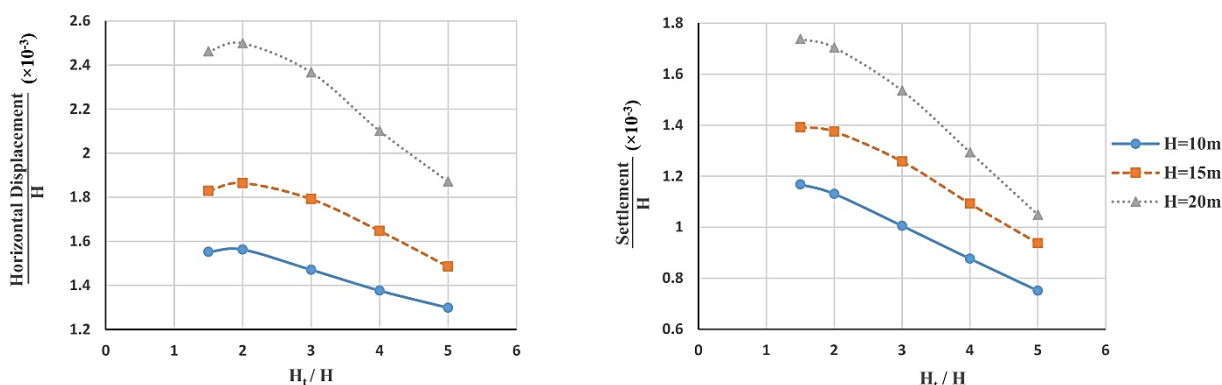 2.6
2.4
2.2
2
1.8
1.6
1.4
1.2
0 1 2 3 4 5 6
Horizontal Displacement
H
(×10⁻³)
Hₜ / H
1.8
1.6
1.4
1.2
1
0.8
0.6
0 1 2 3 4 5 6
Settlement
H
(×10⁻³)
/ H
H=10m
H=15m
H=20m